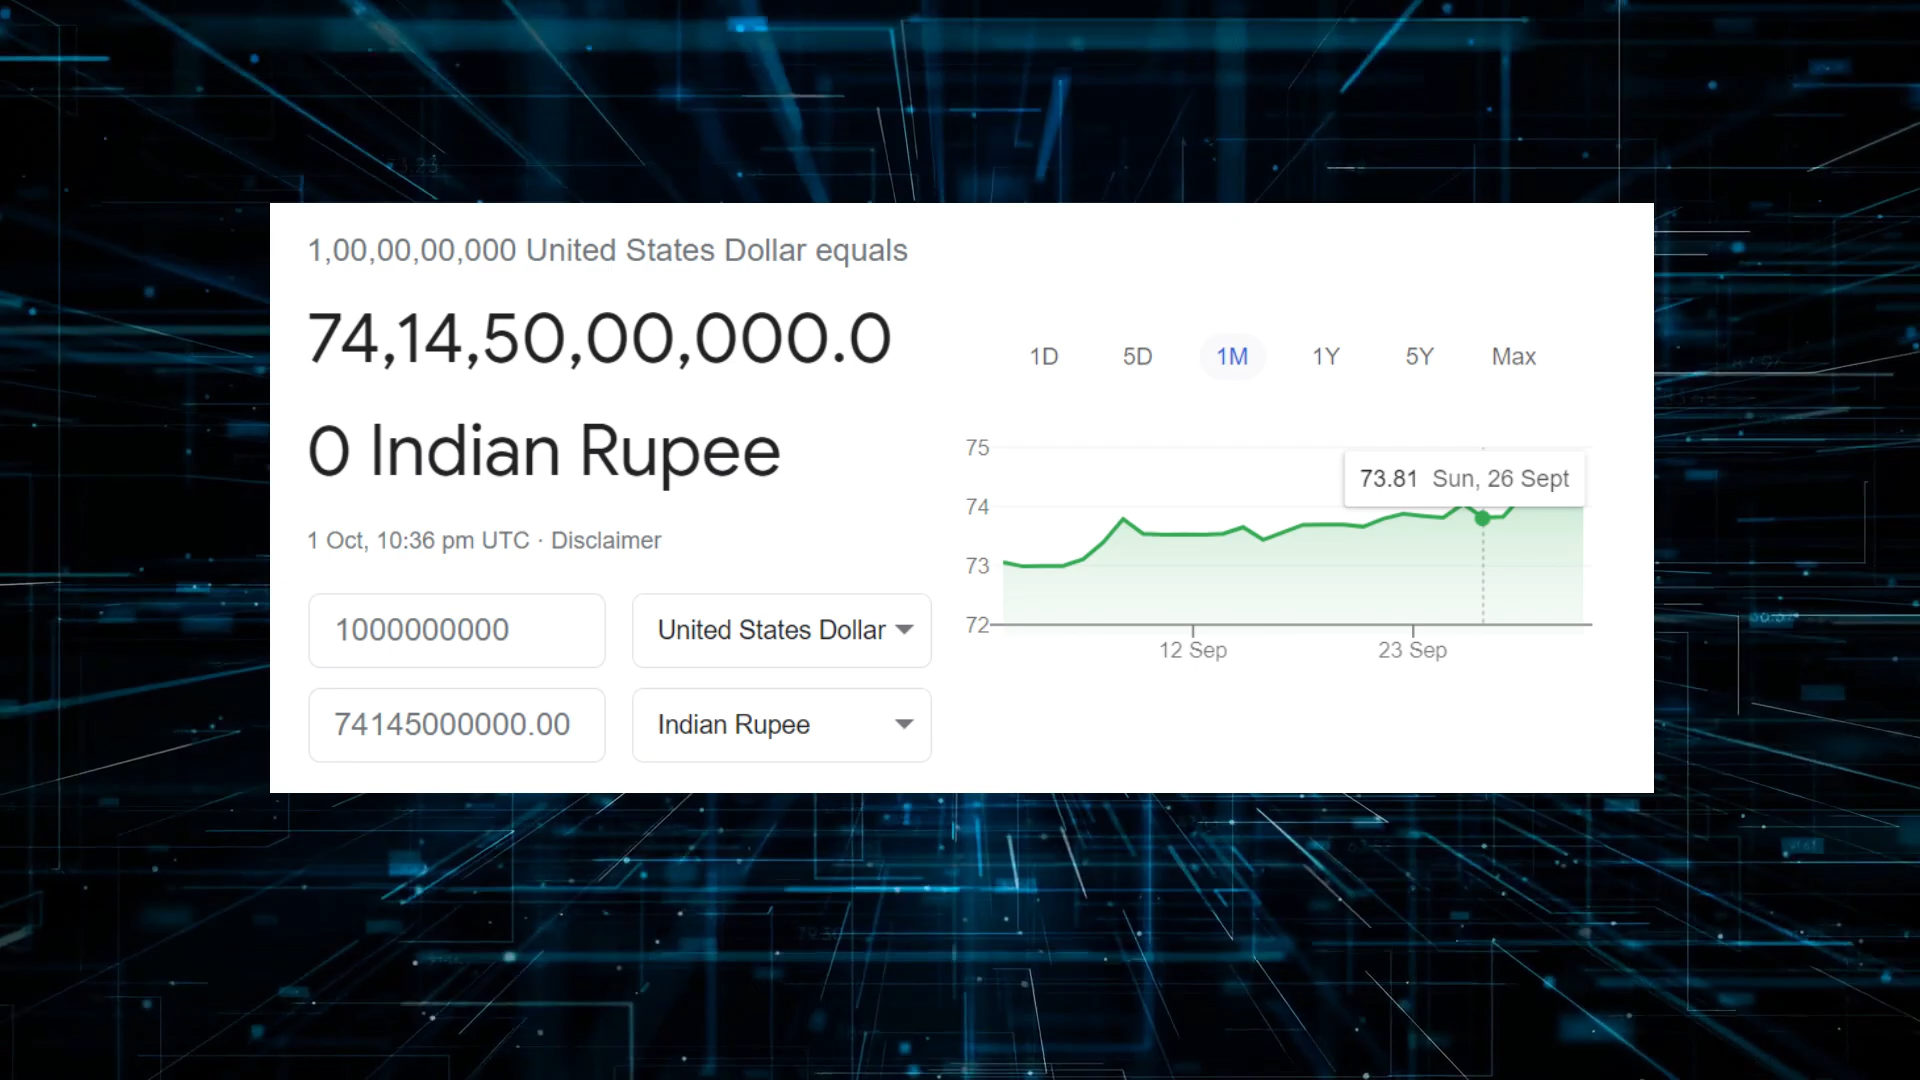 1,00,00,00,000 United States Dollar equals
74,14,50,00,000.0
0 Indian Rupee
1 Oct, 10:36 pm UTC · Disclaimer
1000000000
United States Dollar
74145000000.00
Indian Rupee
1D 5D 1M 1Y 5Y Max
75
73.81 Sun, 26 Sept
74
73
72
12 Sep 23 Sep